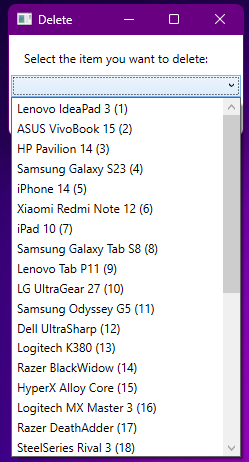 Delete
Select the item you want to delete:
Lenovo IdeaPad 3 (1)
ASUS VivoBook 15 (2)
HP Pavilion 14 (3)
Samsung Galaxy S23 (4)
iPhone 14 (5)
Xiaomi Redmi Note 12 (6)
iPad 10 (7)
Samsung Galaxy Tab S8 (8)
Lenovo Tab P11 (9)
LG UltraGear 27 (10)
Samsung Odyssey G5 (11)
Dell UltraSharp (12)
Logitech K380 (13)
Razer BlackWidow (14)
HyperX Alloy Core (15)
Logitech MX Master 3 (16)
Razer DeathAdder (17)
SteelSeries Rival 3 (18)